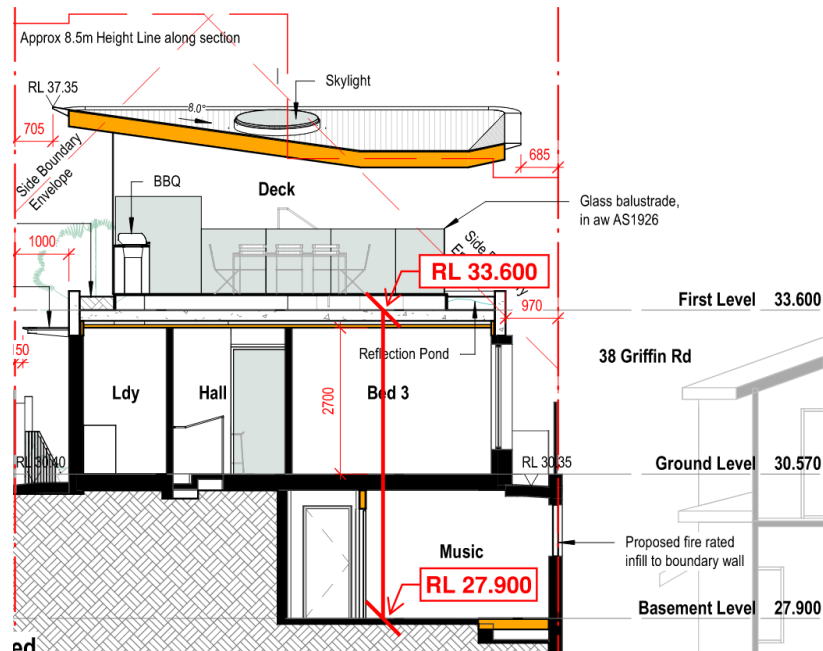 Approx 8.5m Height Line along section
Skylight
RL 37.35
8.0°
705
685
Side Boundary
Envelope
BBQ
Deck
Glass balustrade,
in aw AS1926
1000
Side
RL 33.600
970
First Level 33.600
50
Reflection Pond
38 Griffin Rd
Ldy
Hall
2700
Bed 3
RL 30.40
RL 30.35
Ground Level 30.570
Music
Proposed fire rated
infill to boundary wall
RL 27.900
Basement Level 27.900
ed